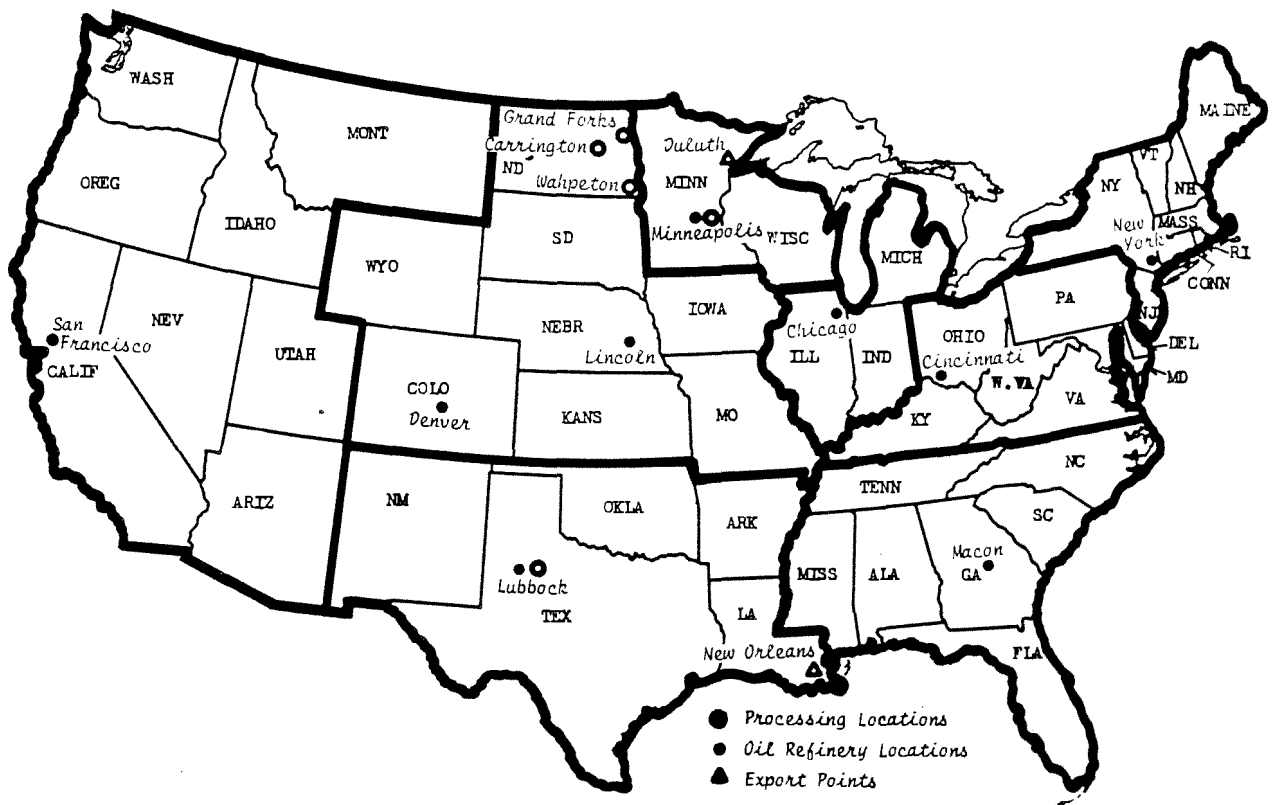 WASH
MONT
Grand Forks
Carrington
ND
Wahpeton
Duluth
MINN
MAINE
VT
NH
NY
MASS
New
York
RI
CONN
OREG
IDAHO
SD
Minneapolis
WISC
MICH
WYO
IOWA
PA
NJ
San
Francisco
NEV
NEBR
Lincoln
Chicago
ILL
IND
OHIO
Cincinnati
DEL
MD
CALIF
UTAH
COLO
Denver
KANS
MO
W.VA
VA
KY
ARIZ
NM
OKLA
ARK
TENN
NC
SC
Lubbock
TEX
LA
MISS
ALA
Macon
GA
New Orleans
FLA
Processing Locations
Oil Refinery Locations
Export Points